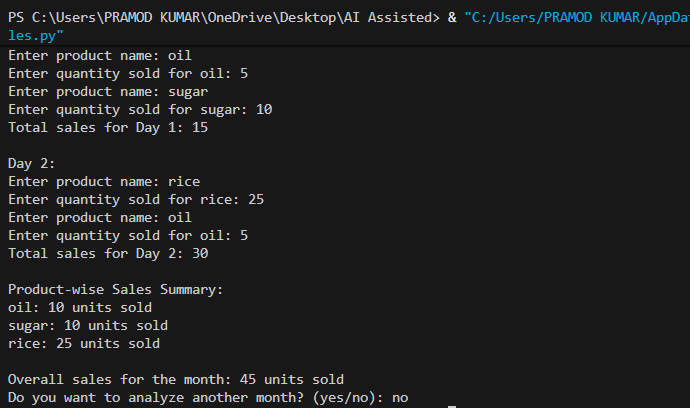 PS C:\Users\PRAMOD KUMAR\OneDrive\Desktop\AI Assisted> & "C:/Users/PRAMOD KUMAR/AppDa
les.py"
Enter product name: oil
Enter quantity sold for oil: 5
Enter product name: sugar
Enter quantity sold for sugar: 10
Total sales for Day 1: 15

Day 2:
Enter product name: rice
Enter quantity sold for rice: 25
Enter product name: oil
Enter quantity sold for oil: 5
Total sales for Day 2: 30

Product-wise Sales Summary:
oil: 10 units sold
sugar: 10 units sold
rice: 25 units sold

Overall sales for the month: 45 units sold
Do you want to analyze another month? (yes/no): no